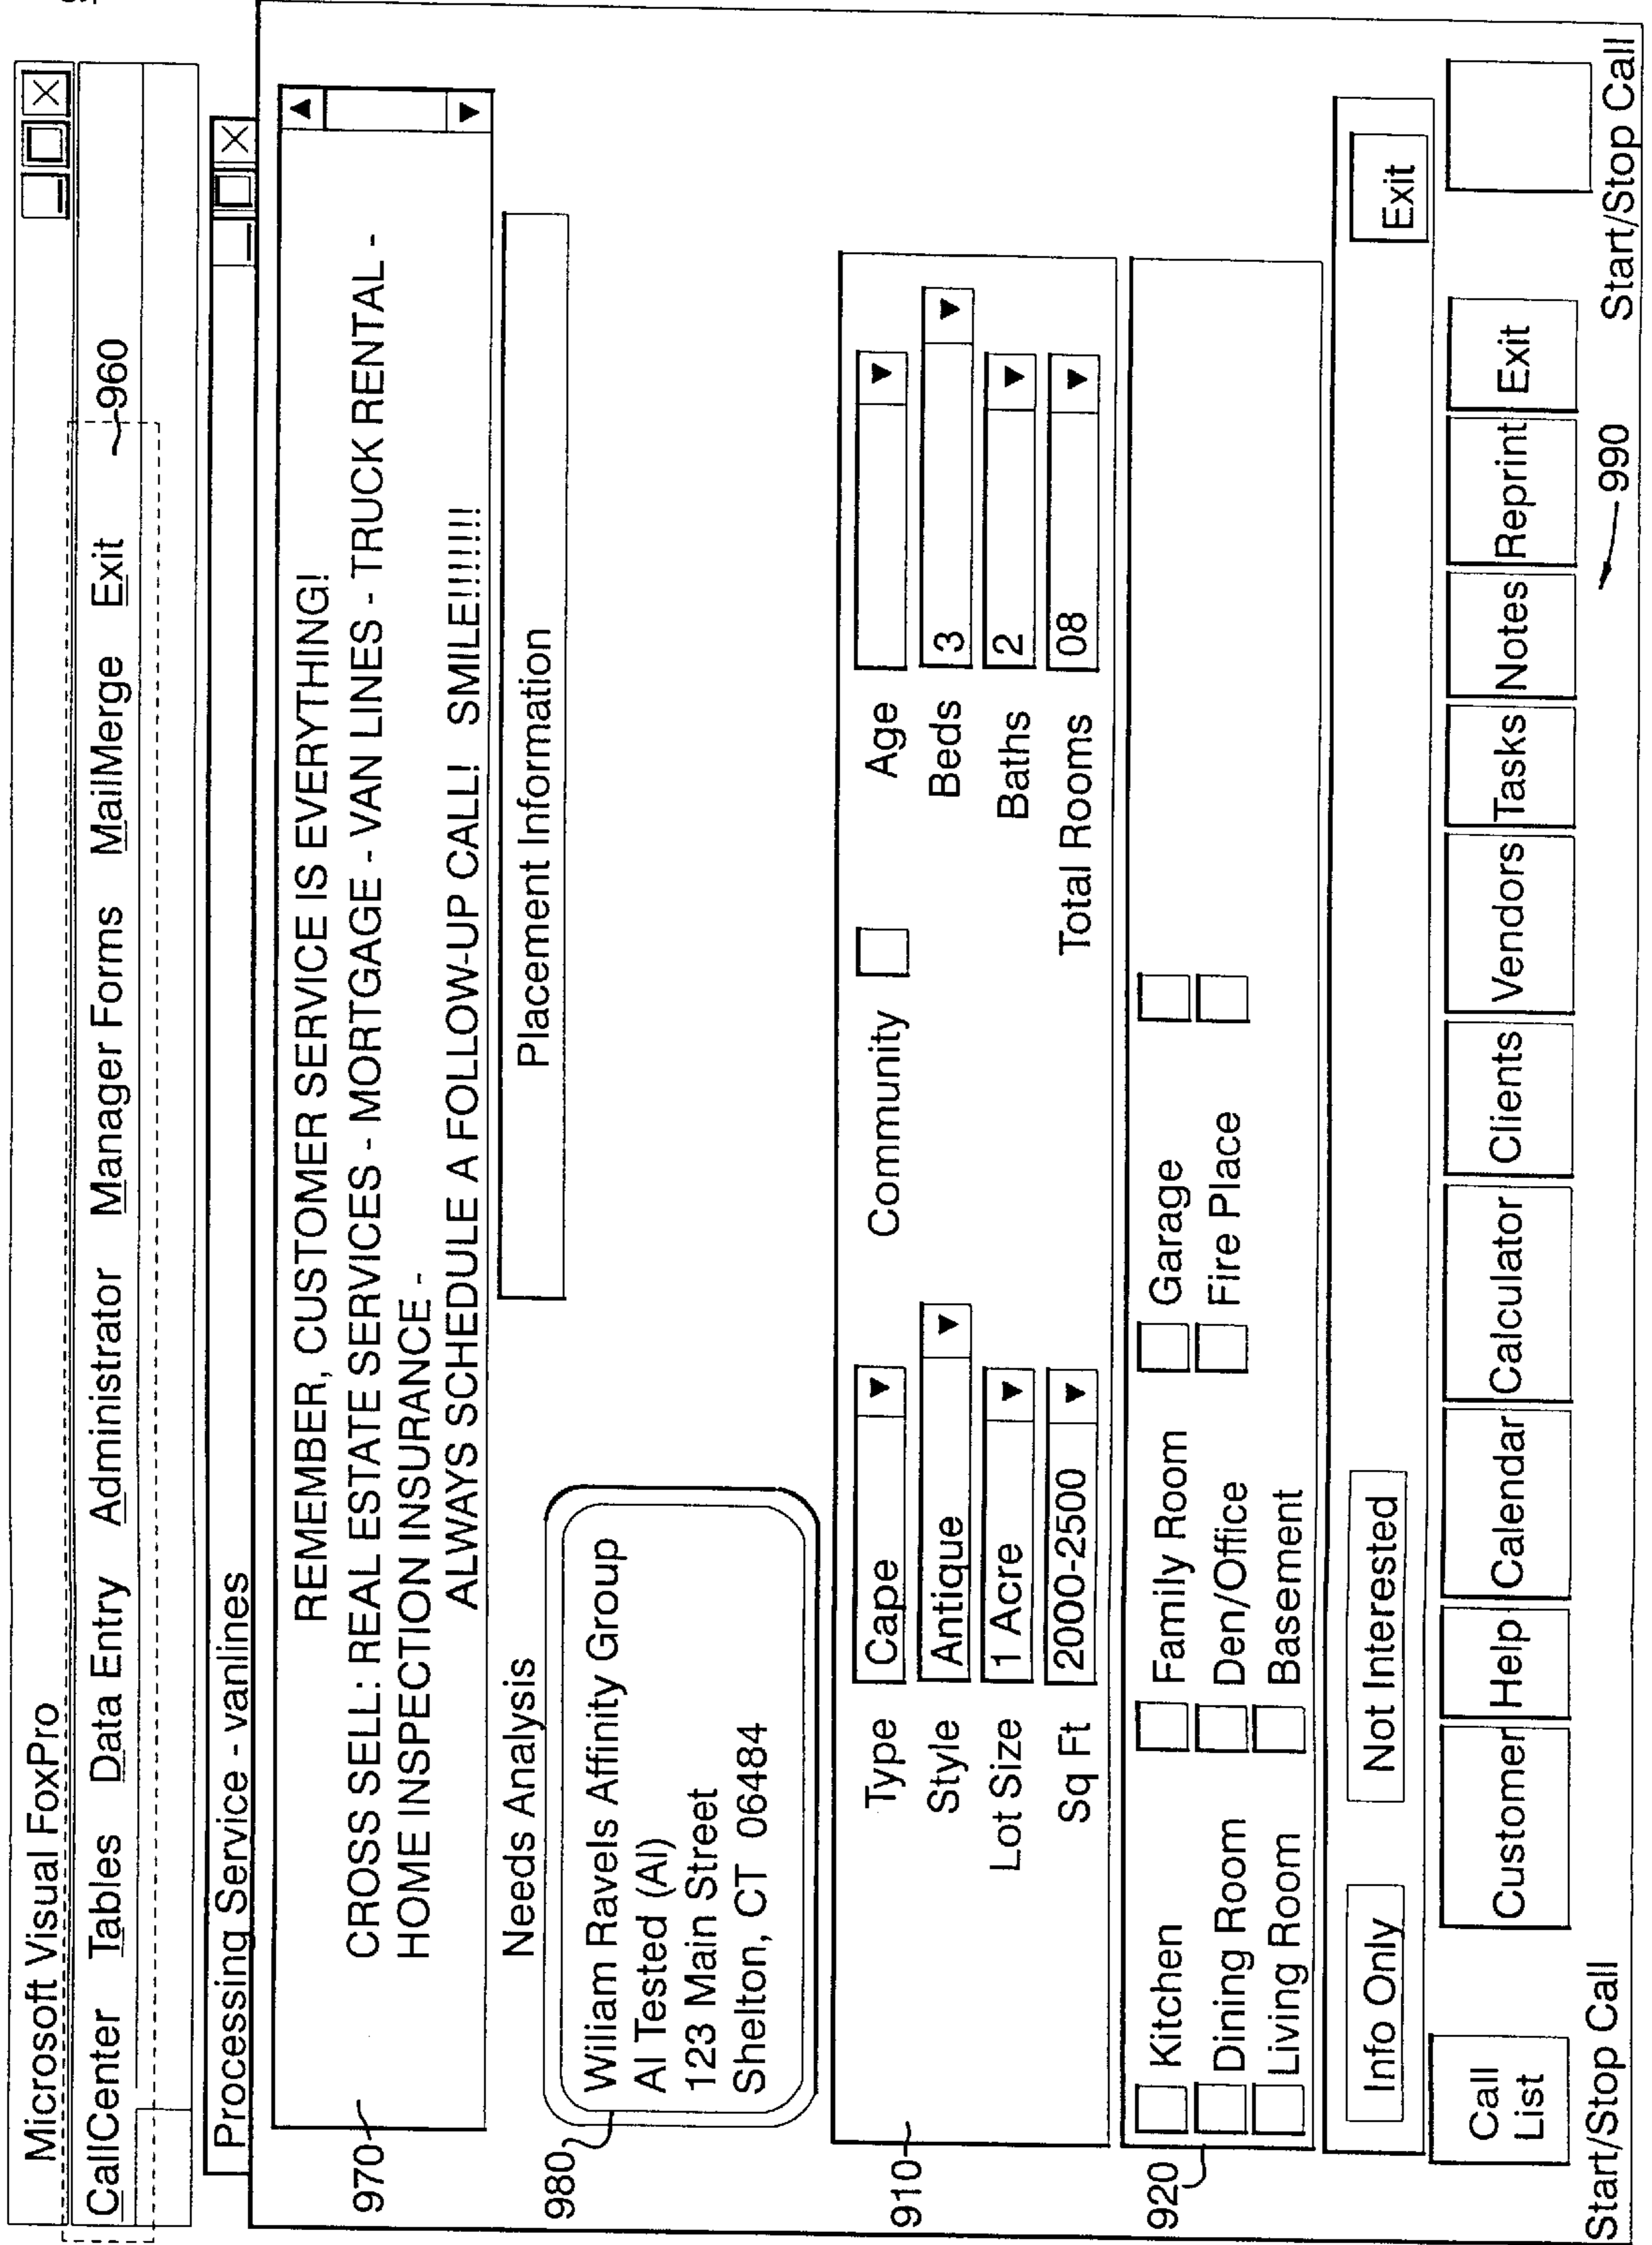 Microsoft Visual FoxPro
CallCenter Tables Data Entry Administrator Manager Forms MailMerge Exit 960
Processing Service - vanlines
970
REMEMBER, CUSTOMER SERVICE IS EVERYTHING!
CROSS SELL: REAL ESTATE SERVICES - MORTGAGE - VAN LINES - TRUCK RENTAL -
HOME INSPECTION INSURANCE -
ALWAYS SCHEDULE A FOLLOW-UP CALL! SMILE!!!!!!!!
Needs Analysis
Placement Information
980
William Ravels Affinity Group
Al Tested (Al)
123 Main Street
Shelton, CT 06484
910
Type Cape Community Age
Style Antique Beds 3
Lot Size 1 Acre Baths 2
Sq Ft 2000-2500 Total Rooms 08
920
Kitchen Family Room Garage
Dining Room Den/Office Fire Place
Living Room Basement
Info Only Not Interested Exit
Call List Customer Help Calendar Calculator Clients Vendors Tasks Notes Reprint Exit
Start/Stop Call 990 Start/Stop Call